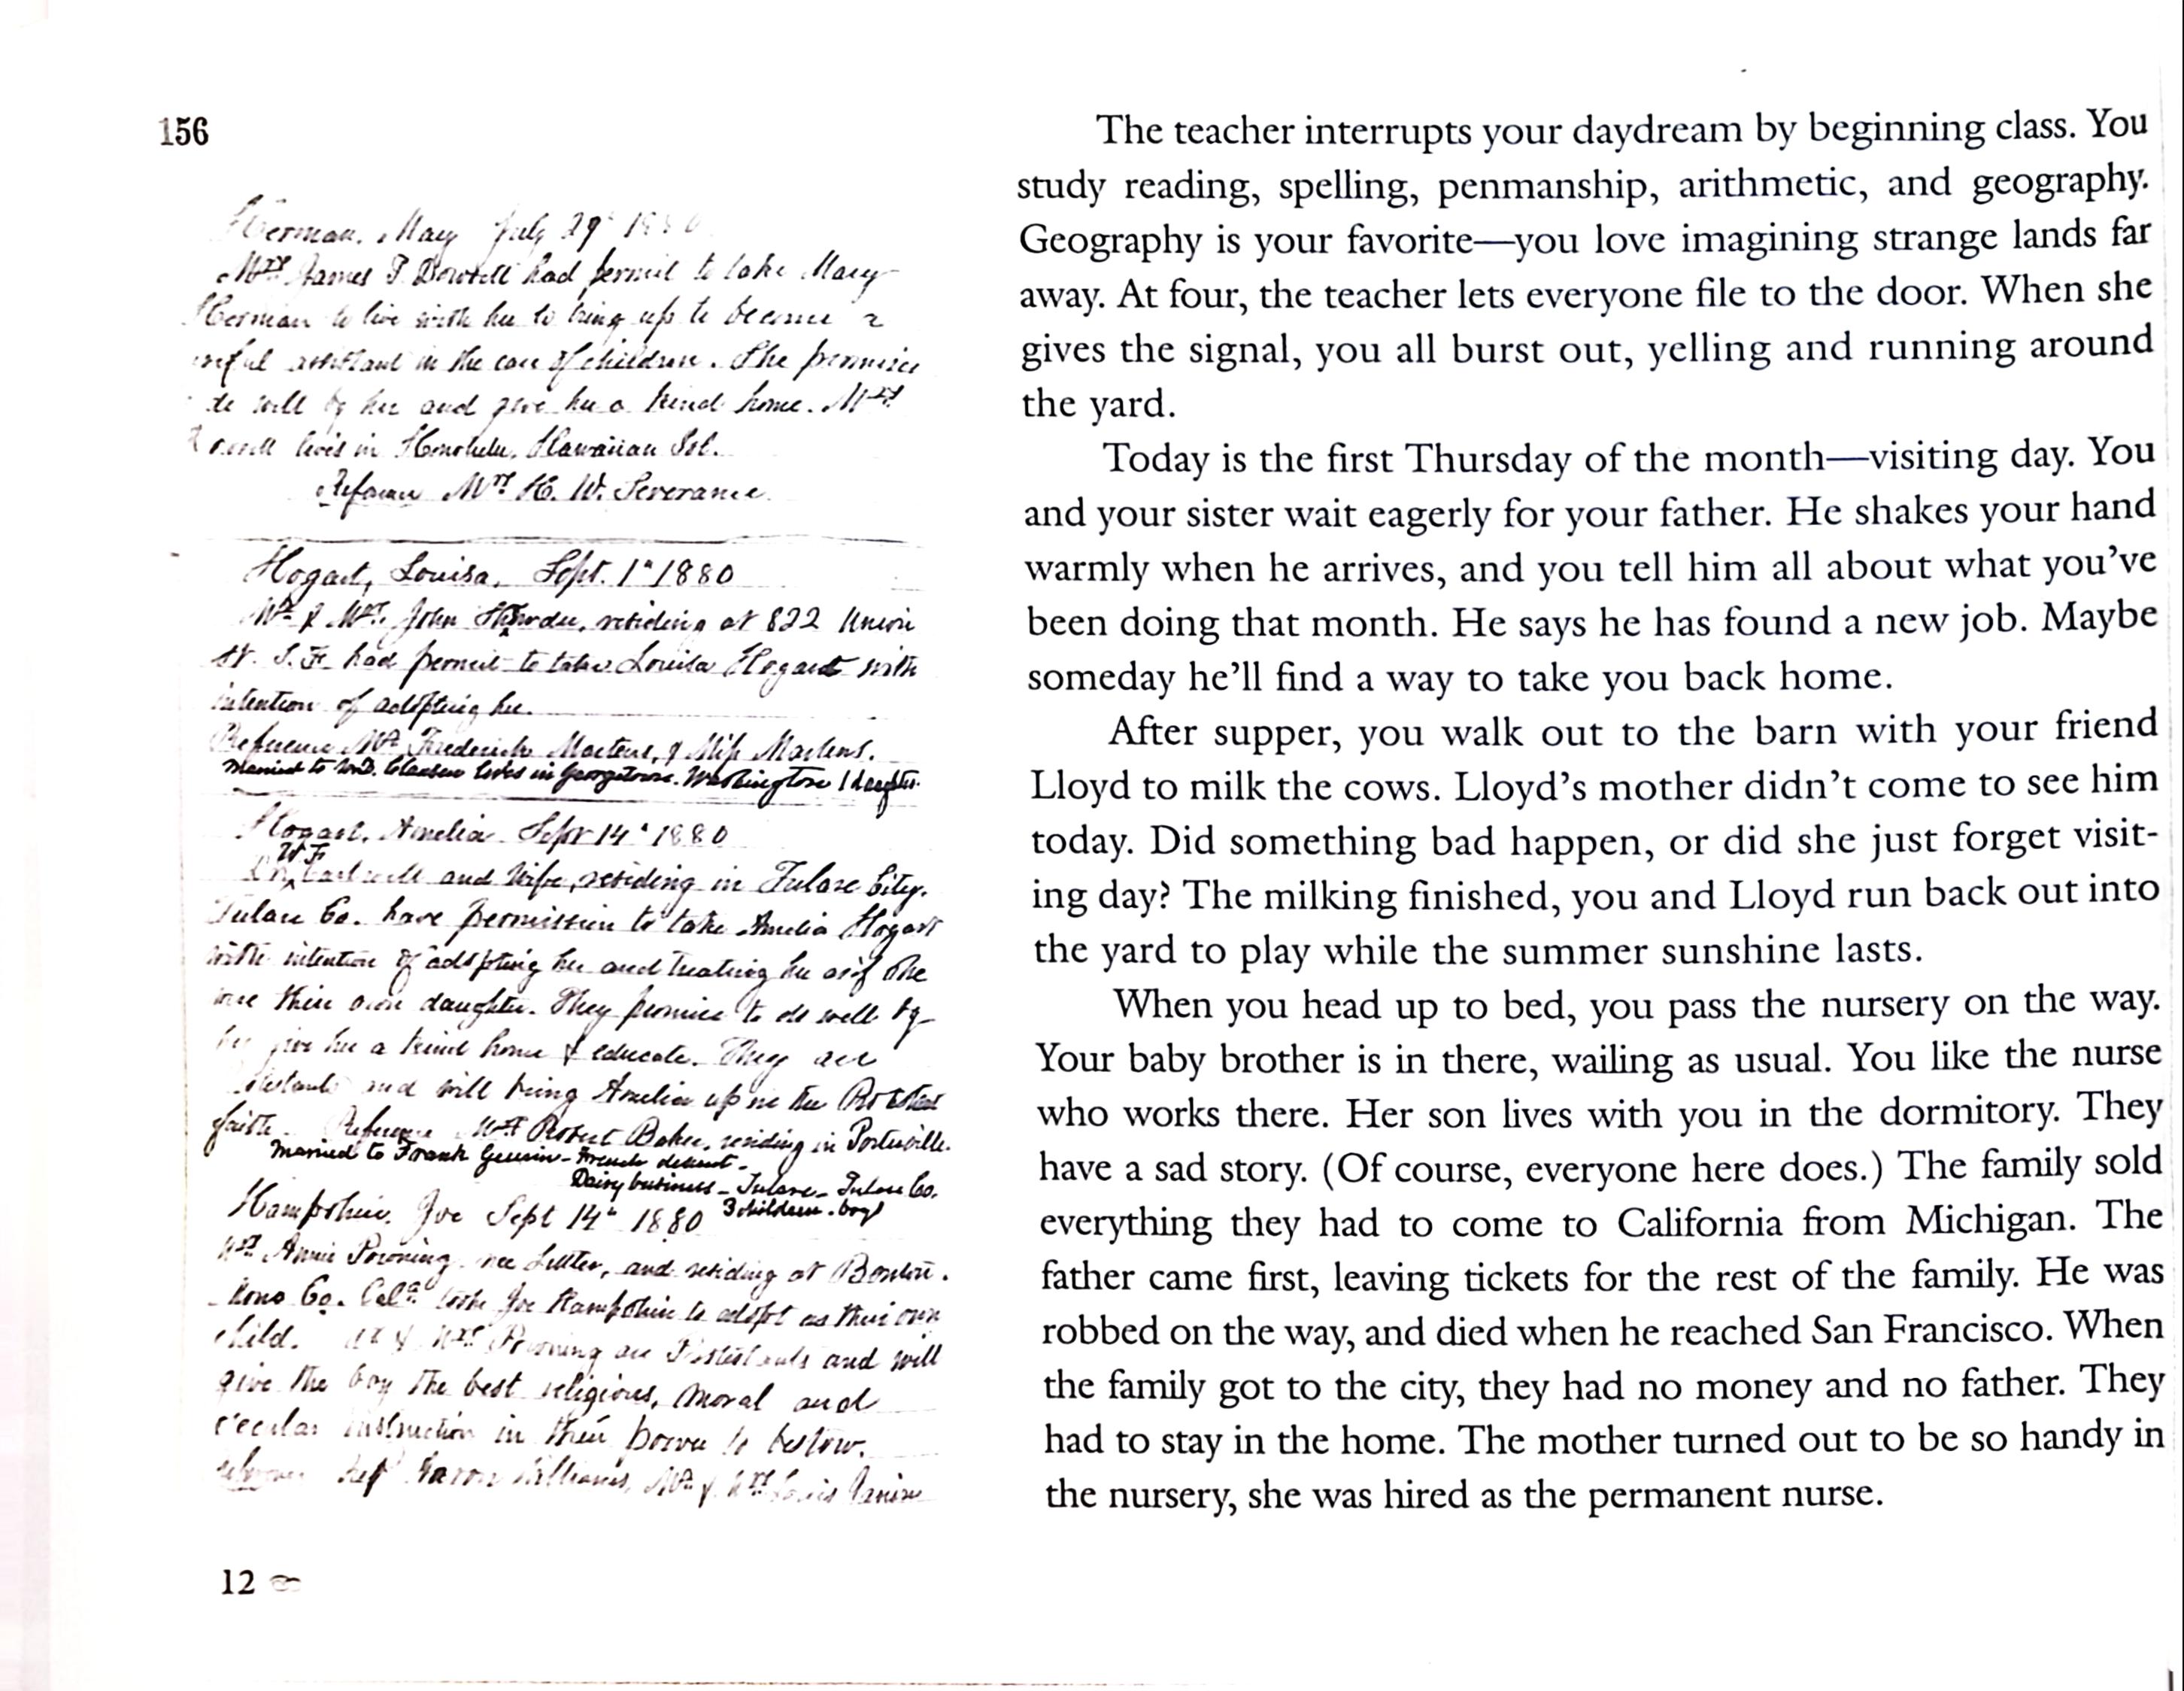 156
Herman, May July 29th 1880
Mrs James T. Dowsett had permit to take Mary
Herman to live with her to bring up to become a
useful assistant in the care of children. She promises
to do well by her and give her a kind home. Mrs
lives in Honolulu, Hawaiian Isl.
Mrs H. W. Severance.
Hogart, Louisa, Sept. 1st 1880
Mr & Mrs. John residing at 822 Union
St. S. F. had permit to take Louisa Hogart with
intention of adopting her.
Reference Mr Frederick Martens, & Miss Martens.
Married to Wm. Clausen lives in Georgetown. Washington 1 daughter.
Hogart, Amelia Sept 14th 1880
W F
and Wife, residing in Tulare City.
Tulare Co. have permission to take Amelia Hogart
with intention of adopting her and treating her as if she
were their own daughter. They promise to do well by
her give her a kind home & educate. They are
Protestants and will bring Amelia up in the Protestant
faith. Reference Mrs Robert Baker, residing in Porterville.
Married to Frank - French descent -
Dairy business - Tulare - Tulare Co.
3 children - boys
Hampshire, Joe Sept 14th 1880
Mrs Annie Powning nee and residing at
Mono Co. Cala took Joe Hampshire to adopt as their own
child. Mr & Mrs Powning are Protestants and will
give the boy the best religious, moral and
secular instruction in their power to bestow.
Williams, Mr & Mrs Louis Janin
12
The teacher interrupts your daydream by beginning class. You
study reading, spelling, penmanship, arithmetic, and geography.
Geography is your favorite—you love imagining strange lands far
away. At four, the teacher lets everyone file to the door. When she
gives the signal, you all burst out, yelling and running around
the yard.
Today is the first Thursday of the month—visiting day. You
and your sister wait eagerly for your father. He shakes your hand
warmly when he arrives, and you tell him all about what you've
been doing that month. He says he has found a new job. Maybe
someday he'll find a way to take you back home.
After supper, you walk out to the barn with your friend
Lloyd to milk the cows. Lloyd's mother didn't come to see him
today. Did something bad happen, or did she just forget visit-
ing day? The milking finished, you and Lloyd run back out into
the yard to play while the summer sunshine lasts.
When you head up to bed, you pass the nursery on the way.
Your baby brother is in there, wailing as usual. You like the nurse
who works there. Her son lives with you in the dormitory. They
have a sad story. (Of course, everyone here does.) The family sold
everything they had to come to California from Michigan. The
father came first, leaving tickets for the rest of the family. He was
robbed on the way, and died when he reached San Francisco. When
the family got to the city, they had no money and no father. They
had to stay in the home. The mother turned out to be so handy in
the nursery, she was hired as the permanent nurse.